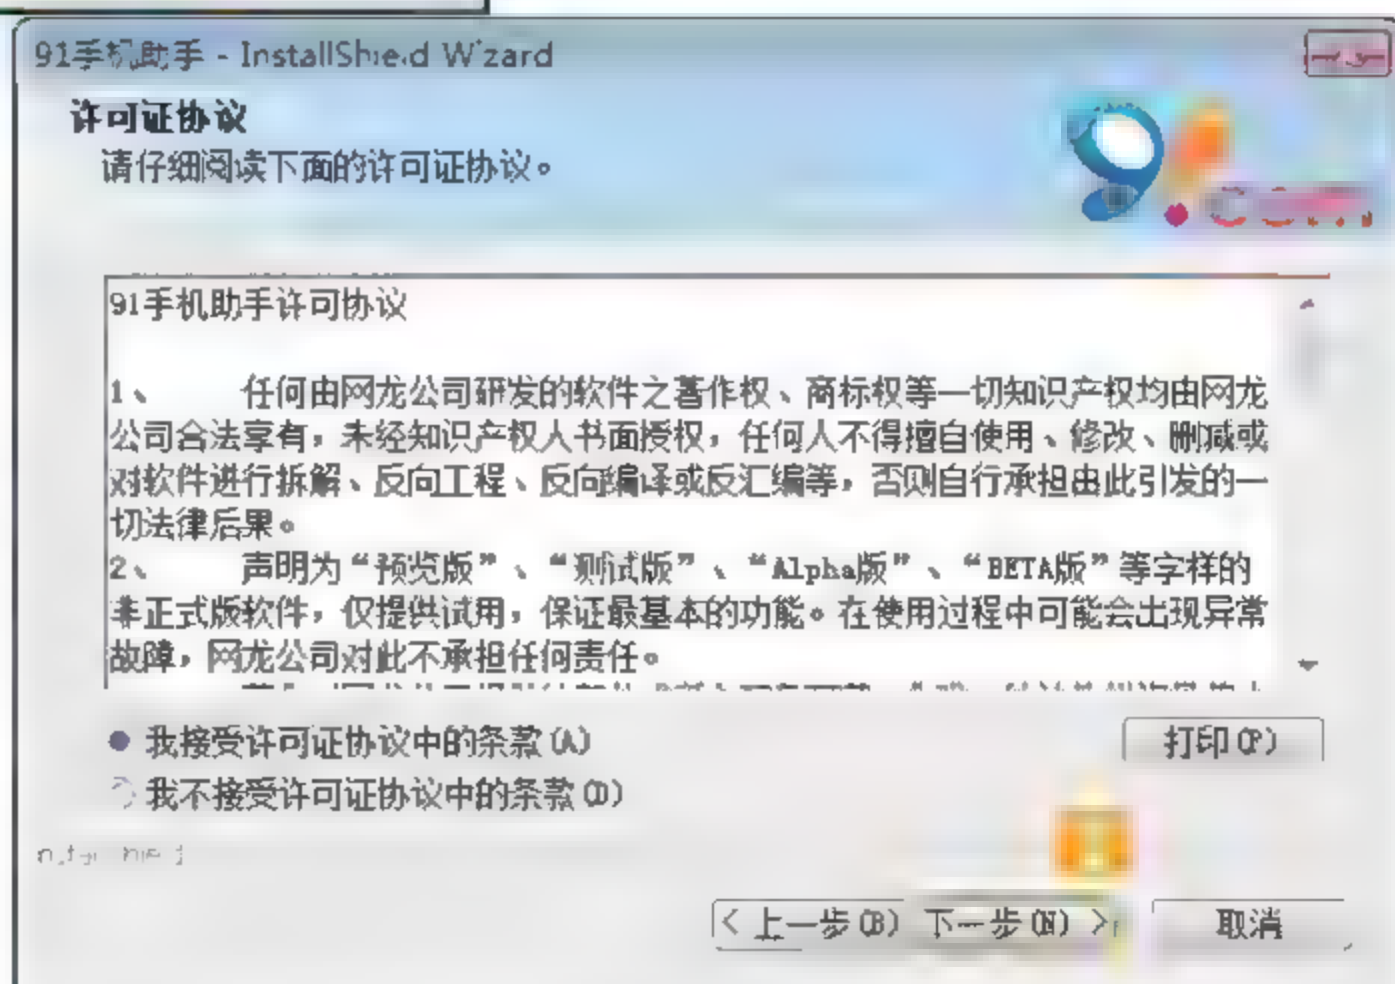 91手机助手 - InstallShield Wizard
许可证协议
请仔细阅读下面的许可证协议。
91手机助手许可协议
1、 任何由网龙公司研发的软件之著作权、商标权等一切知识产权均由网龙
公司合法享有，未经知识产权人书面授权，任何人不得擅自使用、修改、删减或
对软件进行拆解、反向工程、反向编译或反汇编等，否则自行承担由此引发的一
切法律后果。
2、 声明为“预览版”、“测试版”、“Alpha版”、“BETA版”等字样的
非正式版软件，仅提供试用，保证最基本的功能。在使用过程中可能会出现异常
故障，网龙公司对此不承担任何责任。
我接受许可证协议中的条款(A)
打印(P)
我不接受许可证协议中的条款(D)
InstallShield
< 上一步(B) 下一步(N) > 取消